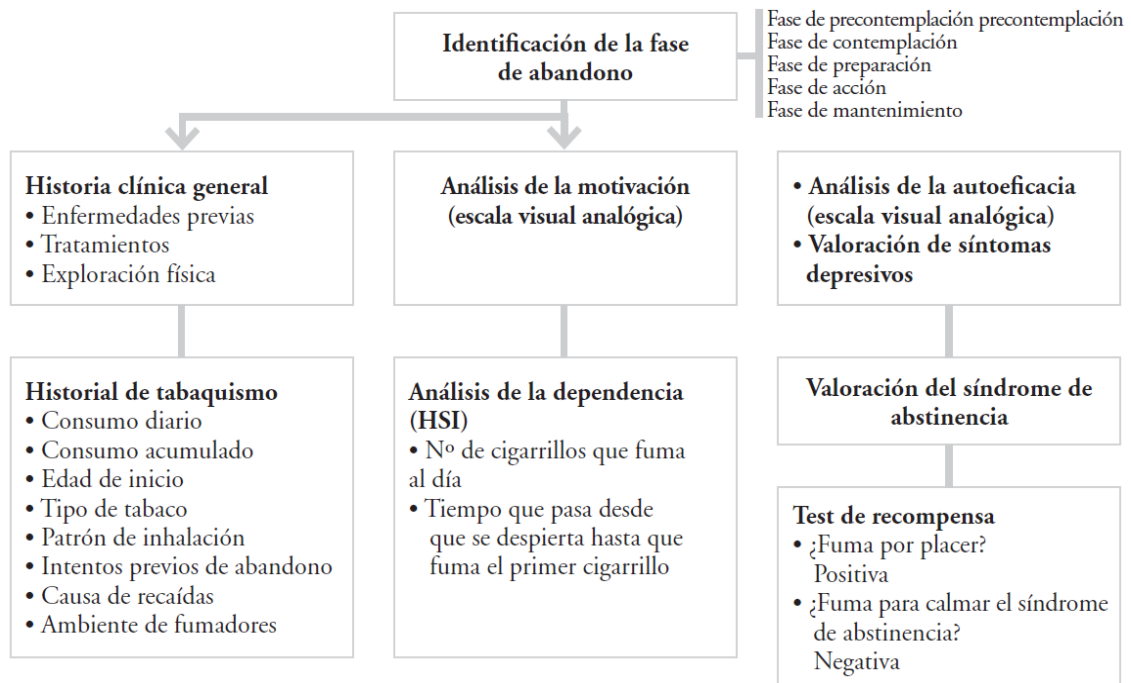 Identificación de la fase
de abandono
Fase de precontemplación precontemplación
Fase de contemplación
Fase de preparación
Fase de acción
Fase de mantenimiento
Historia clínica general
• Enfermedades previas
• Tratamientos
• Exploración física
Análisis de la motivación
(escala visual analógica)
• Análisis de la autoeficacia
(escala visual analógica)
• Valoración de síntomas
depresivos
Historial de tabaquismo
• Consumo diario
• Consumo acumulado
• Edad de inicio
• Tipo de tabaco
• Patrón de inhalación
• Intentos previos de abandono
• Causa de recaídas
• Ambiente de fumadores
Análisis de la dependencia
(HSI)
• Nº de cigarrillos que fuma
al día
• Tiempo que pasa desde
que se despierta hasta que
fuma el primer cigarrillo
Valoración del síndrome de
abstinencia
Test de recompensa
• ¿Fuma por placer?
Positiva
• ¿Fuma para calmar el síndrome
de abstinencia?
Negativa